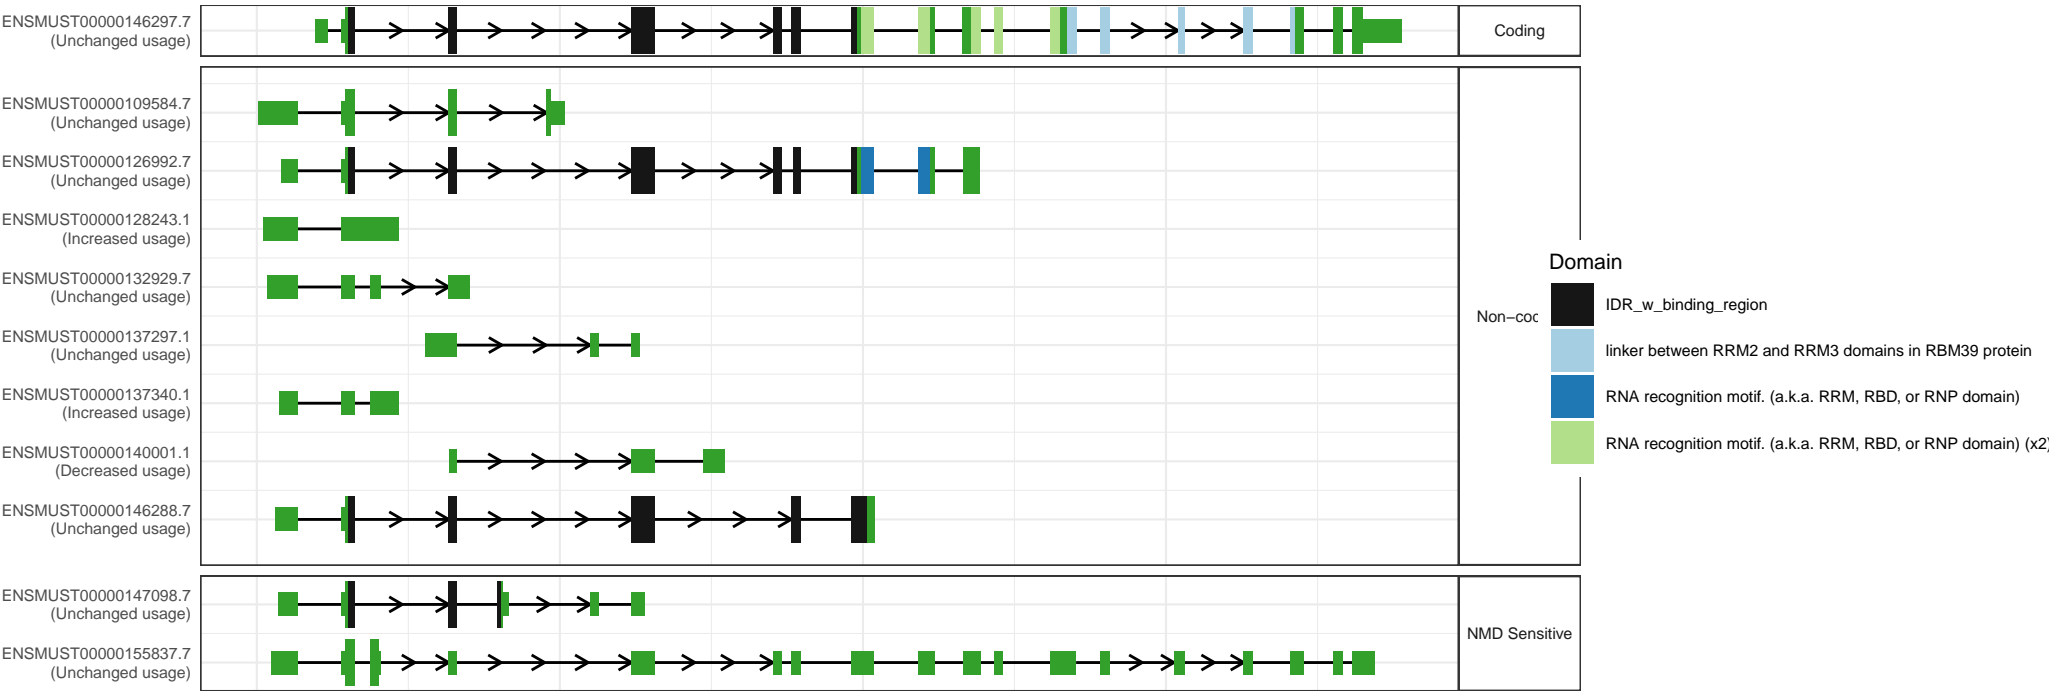 ENSMUST00000146297.7
(Unchanged usage)
Coding
ENSMUST00000109584.7
(Unchanged usage)
ENSMUST00000126992.7
(Unchanged usage)
ENSMUST00000128243.1
(Increased usage)
ENSMUST00000132929.7
(Unchanged usage)
ENSMUST00000137297.1
(Unchanged usage)
ENSMUST00000137340.1
(Increased usage)
ENSMUST00000140001.1
(Decreased usage)
ENSMUST00000146288.7
(Unchanged usage)
Non−coc
ENSMUST00000147098.7
(Unchanged usage)
ENSMUST00000155837.7
(Unchanged usage)
NMD Sensitive
Domain
IDR_w_binding_region
linker between RRM2 and RRM3 domains in RBM39 protein
RNA recognition motif. (a.k.a. RRM, RBD, or RNP domain)
RNA recognition motif. (a.k.a. RRM, RBD, or RNP domain) (x2)